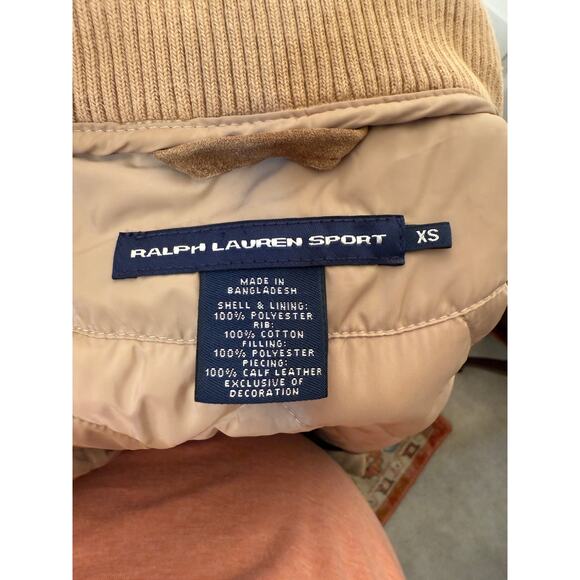 RALPH LAUREN SPORT
XS
MADE IN
BANGLADESH
SHELL & LINING:
100% POLYESTER
RIB:
100% COTTON
FILLING:
100% POLYESTER
PIECING:
100% CALF LEATHER
EXCLUSIVE OF
DECORATION